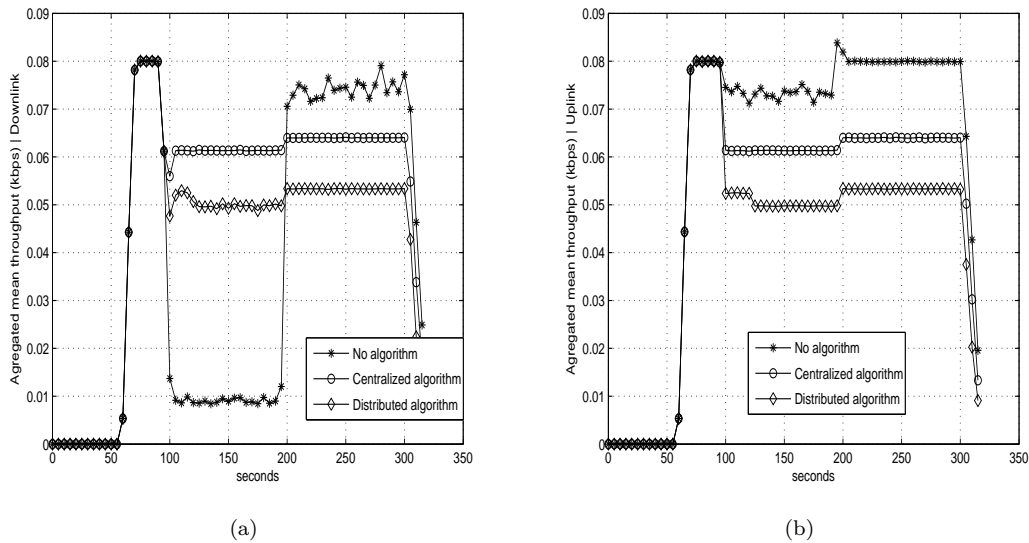 Agregated mean throughput (kbps) | Downlink
0.09
0.08
0.07
0.06
0.05
0.04
0.03
0.02
0.01
0
0 50 100 150 200 250 300 350
seconds
No algorithm
Centralized algorithm
Distributed algorithm
(a)
Agregated mean throughput (kbps) | Uplink
0.09
0.08
0.07
0.06
0.05
0.04
0.03
0.02
0.01
0
0 50 100 150 200 250 300 350
seconds
No algorithm
Centralized algorithm
Distributed algorithm
(b)